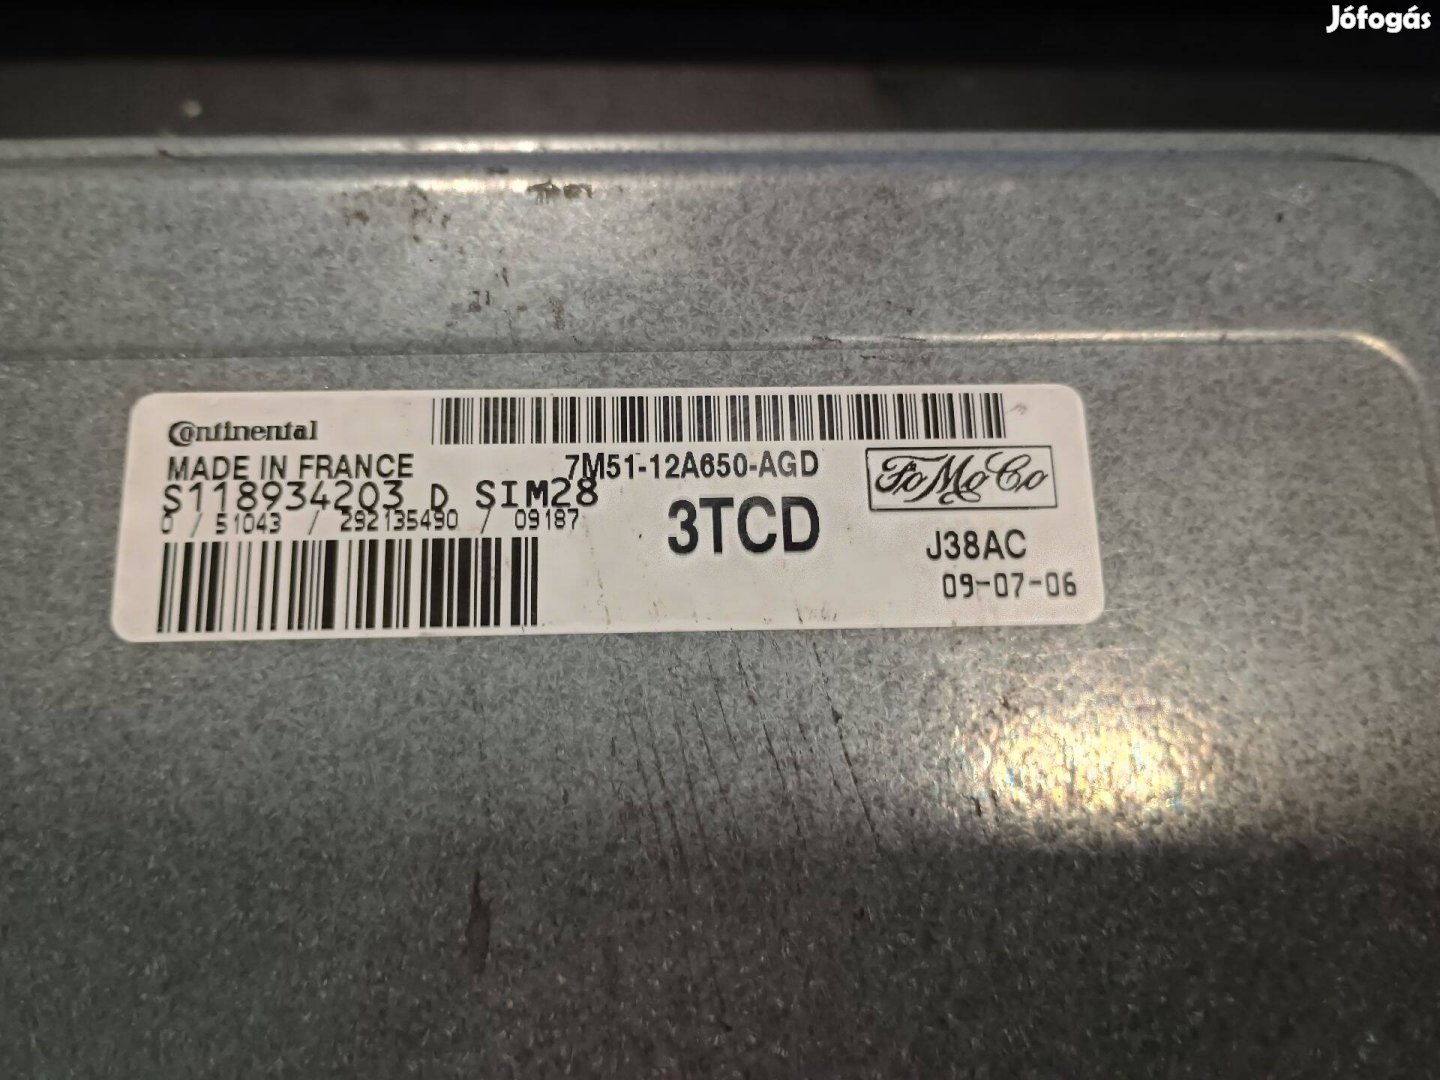 Jófogás
Continental
MADE IN FRANCE
7M51-12A650-AGD
FoMoCo
S118934203 D SIM28
0 / 51043 / 292135490 / 09187
3TCD
J38AC
09-07-06